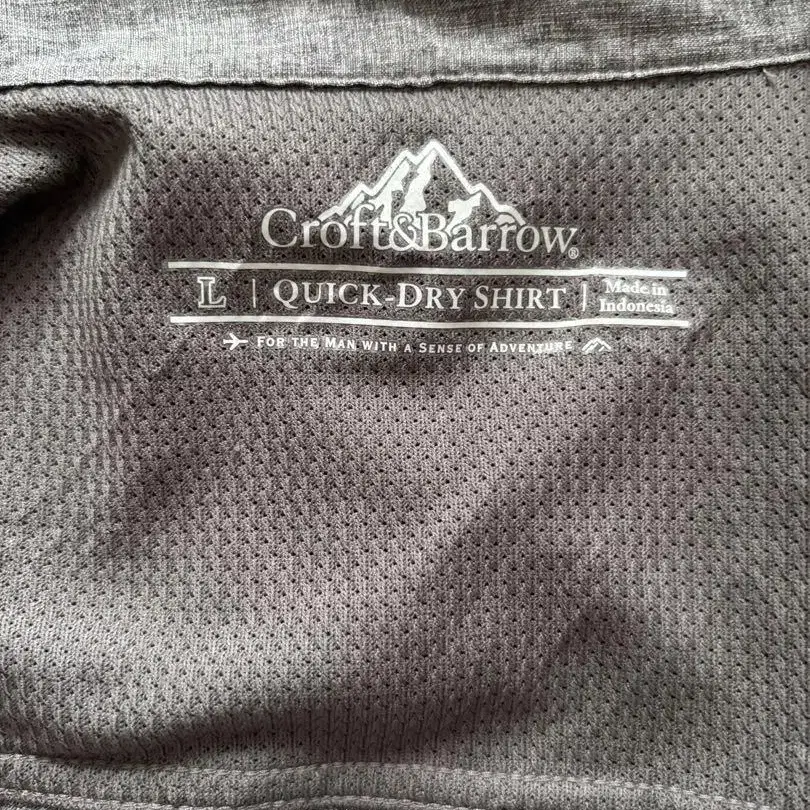 Croft&Barrow®
L | QUICK-DRY SHIRT | Made in
Indonesia
FOR THE MAN WITH A SENSE OF ADVENTURE